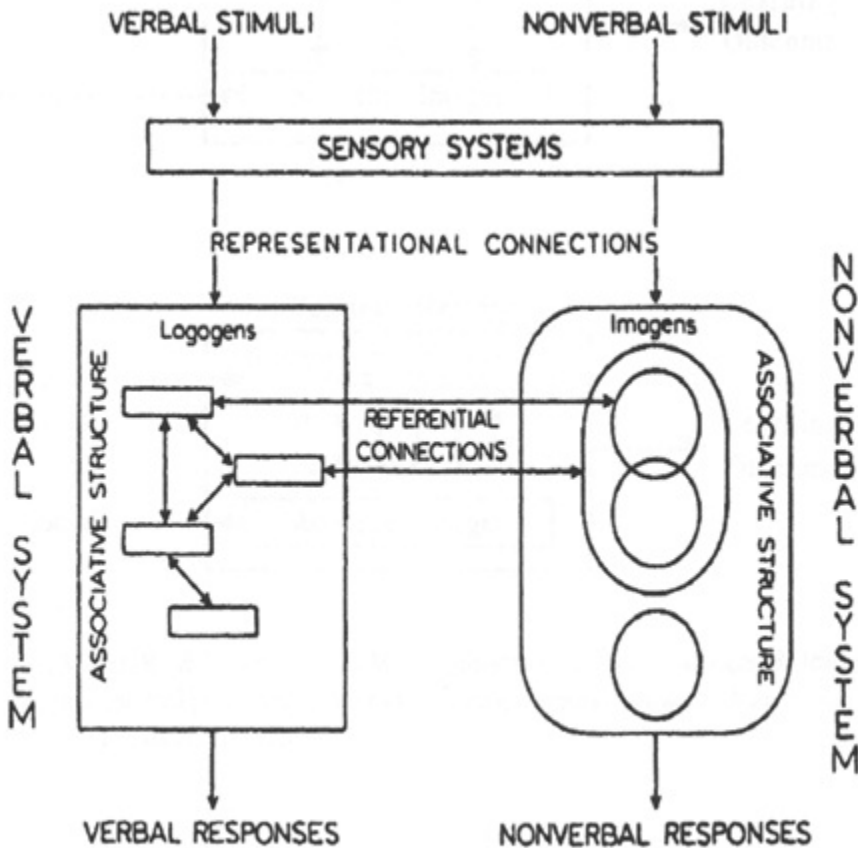 VERBAL STIMULI
NONVERBAL STIMULI
SENSORY SYSTEMS
REPRESENTATIONAL CONNECTIONS
VERBAL SYSTEM
Logogens
ASSOCIATIVE STRUCTURE
REFERENTIAL
CONNECTIONS
Imagens
ASSOCIATIVE STRUCTURE
NONVERBAL SYSTEM
VERBAL RESPONSES
NONVERBAL RESPONSES